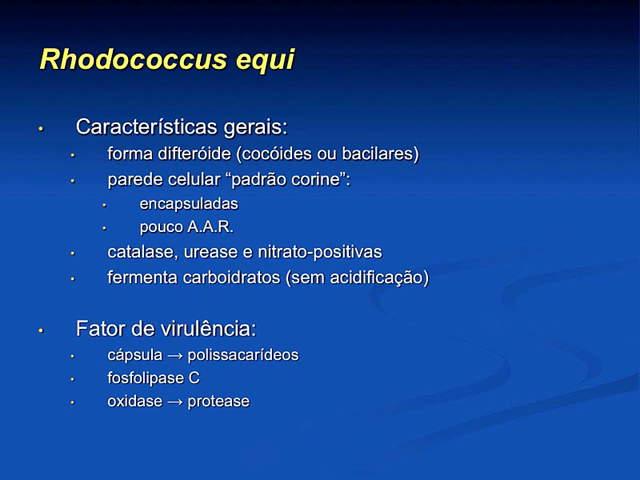 Rhodococcus equi
• Características gerais:
• forma difteróide (cocóides ou bacilares)
• parede celular “padrão corine”:
• encapsuladas
• pouco A.A.R.
• catalase, urease e nitrato-positivas
• fermenta carboidratos (sem acidificação)
• Fator de virulência:
• cápsula → polissacarídeos
• fosfolipase C
• oxidase → protease